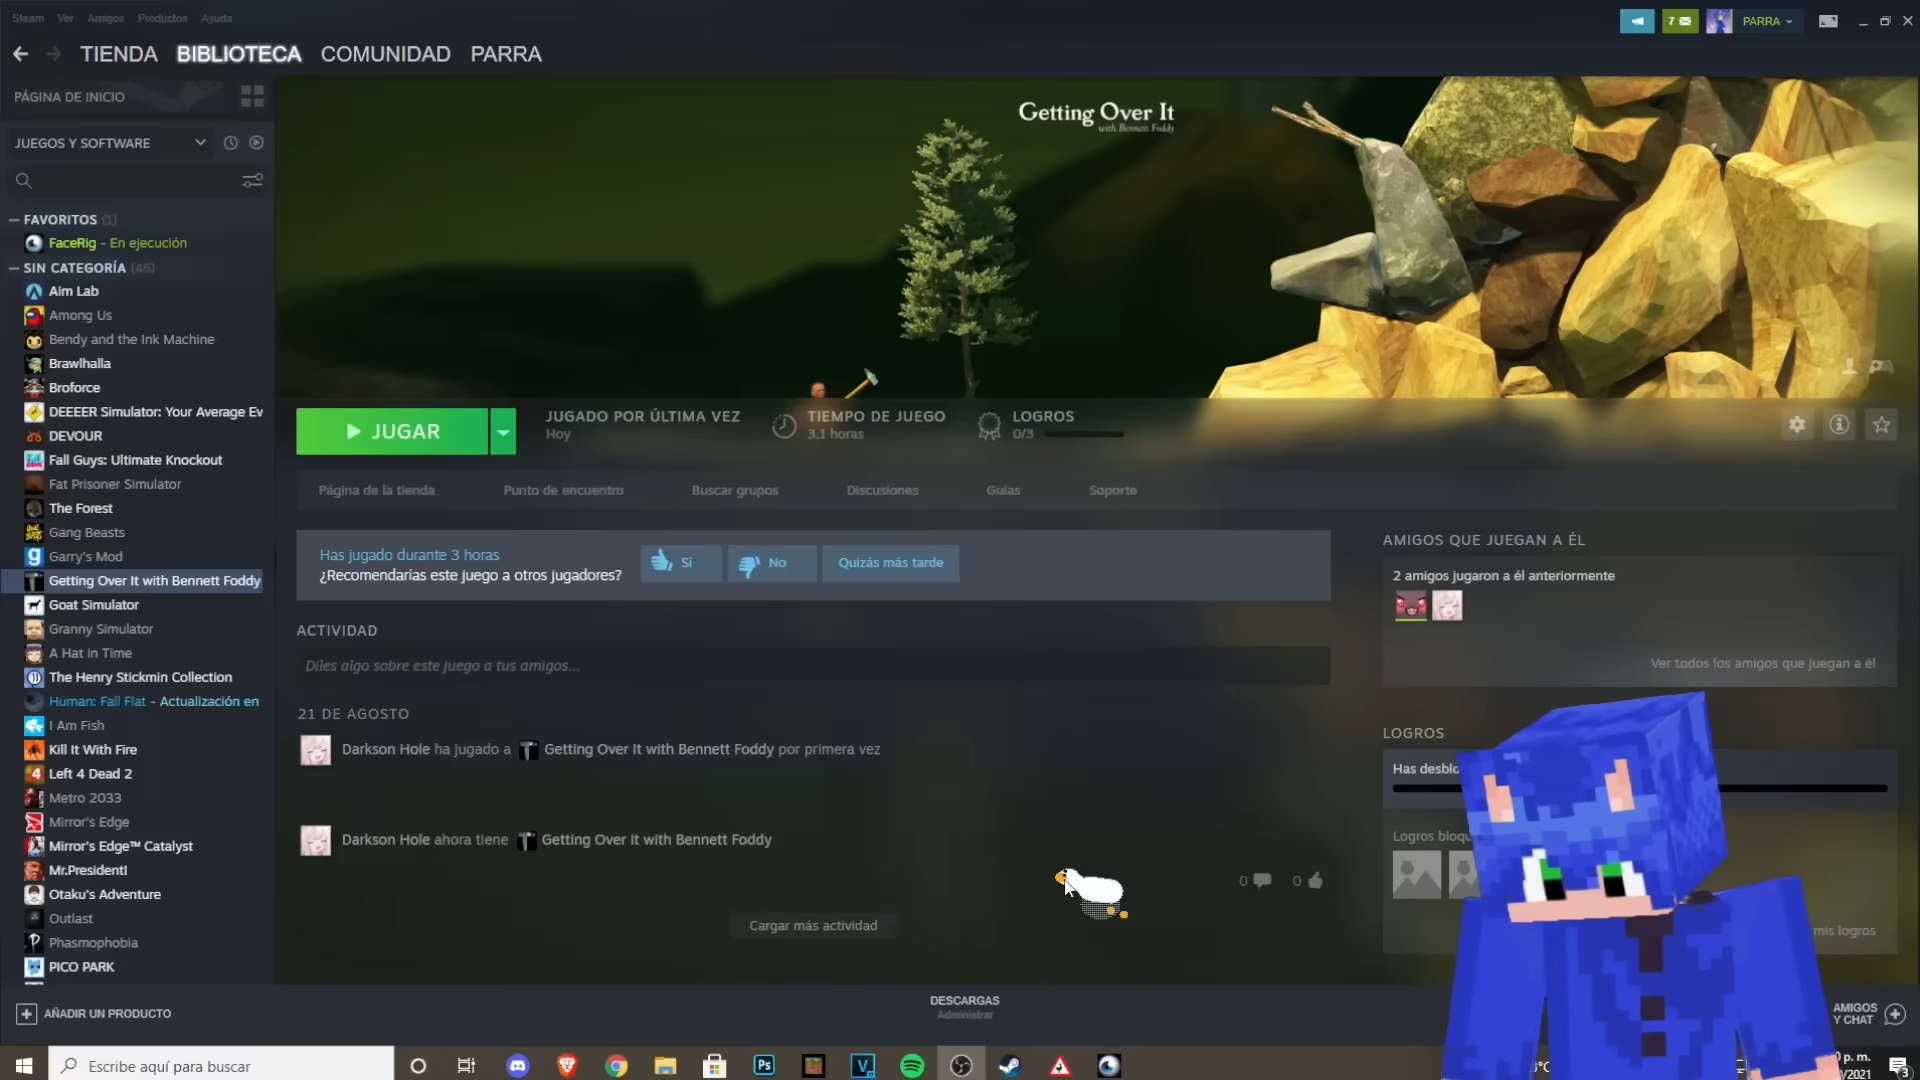 Steam Ver Amigos Productos Ayuda
7
PARRA
TIENDA BIBLIOTECA COMUNIDAD PARRA
PÁGINA DE INICIO
JUEGOS Y SOFTWARE
FAVORITOS (1)
FaceRig - En ejecución
SIN CATEGORÍA (46)
Aim Lab
Among Us
Bendy and the Ink Machine
Brawlhalla
Broforce
DEEEER Simulator: Your Average Ev
DEVOUR
Fall Guys: Ultimate Knockout
Fat Prisoner Simulator
The Forest
Gang Beasts
Garry's Mod
Getting Over It with Bennett Foddy
Goat Simulator
Granny Simulator
A Hat in Time
The Henry Stickmin Collection
Human: Fall Flat - Actualización en
I Am Fish
Kill It With Fire
Left 4 Dead 2
Metro 2033
Mirror's Edge
Mirror's Edge™ Catalyst
Mr.President!
Otaku's Adventure
Outlast
Phasmophobia
PICO PARK
AÑADIR UN PRODUCTO
Getting Over It
with Bennett Foddy
JUGAR
JUGADO POR ÚLTIMA VEZ
Hoy
TIEMPO DE JUEGO
3,1 horas
LOGROS
0/3
Página de la tienda Punto de encuentro Buscar grupos Discusiones Guías Soporte
Has jugado durante 3 horas
¿Recomendarías este juego a otros jugadores?
Sí No Quizás más tarde
ACTIVIDAD
Diles algo sobre este juego a tus amigos...
21 DE AGOSTO
Darkson Hole ha jugado a Getting Over It with Bennett Foddy por primera vez
Darkson Hole ahora tiene Getting Over It with Bennett Foddy
0 0
Cargar más actividad
AMIGOS QUE JUEGAN A ÉL
2 amigos jugaron a él anteriormente
Ver todos los amigos que juegan a él
LOGROS
Has desblo
Logros bloqu
mis logros
DESCARGAS
Administrar
AMIGOS
Y CHAT
Escribe aquí para buscar
Ps
V
°C
p. m.
/2021
3